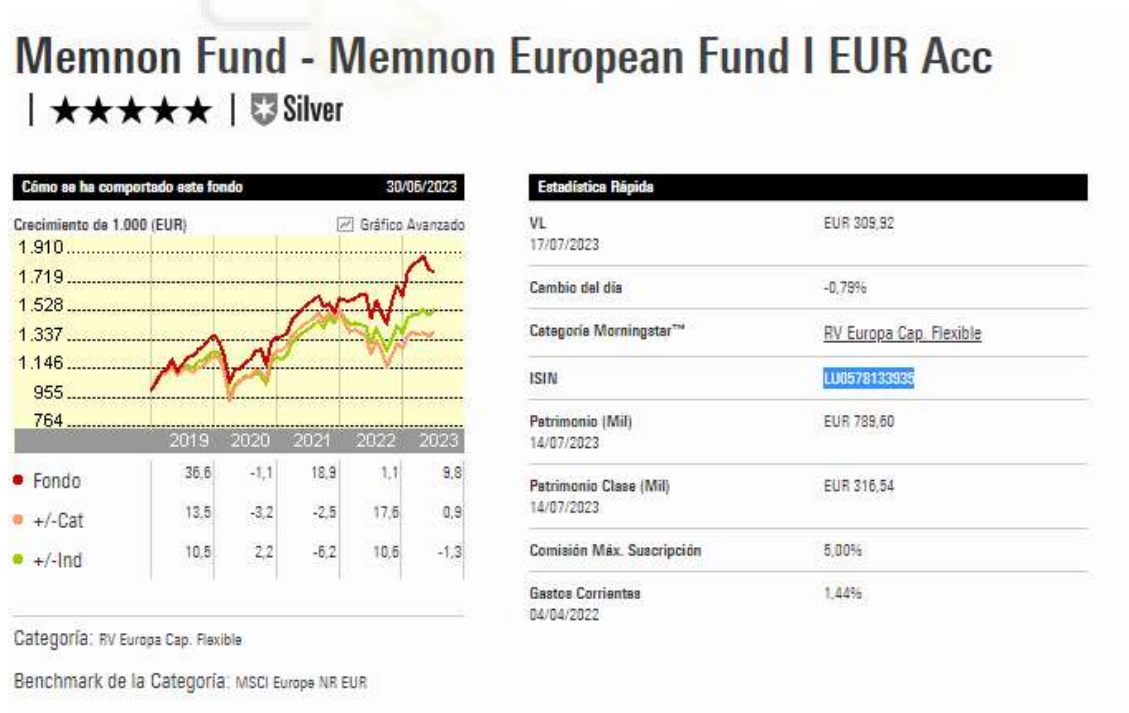 Memnon Fund - Memnon European Fund I EUR Acc
| ★★★★★ | Silver
Cómo se ha comportado este fondo 30/06/2023
Crecimiento de 1.000 (EUR) Gráfico Avanzado
1.910
1.719
1.528
1.337
1.146
955
764
2019 2020 2021 2022 2023
Fondo 36,6 -1,1 18,9 1,1 9,8
+/-Cat 13,5 -3,2 -2,5 17,6 0,9
+/-Ind 10,5 2,2 -6,2 10,6 -1,3
Categoría: RV Europa Cap. Flexible
Benchmark de la Categoría: MSCI Europe NR EUR
Estadística Rápida
VL EUR 309,92
17/07/2023
Cambio del día -0,79%
Categoría Morningstar™ RV Europa Cap. Flexible
ISIN LU0578133935
Patrimonio (Mil) EUR 789,60
14/07/2023
Patrimonio Clase (Mil) EUR 316,54
14/07/2023
Comisión Máx. Suscripción 5,00%
Gastos Corrientes 1,44%
04/04/2022